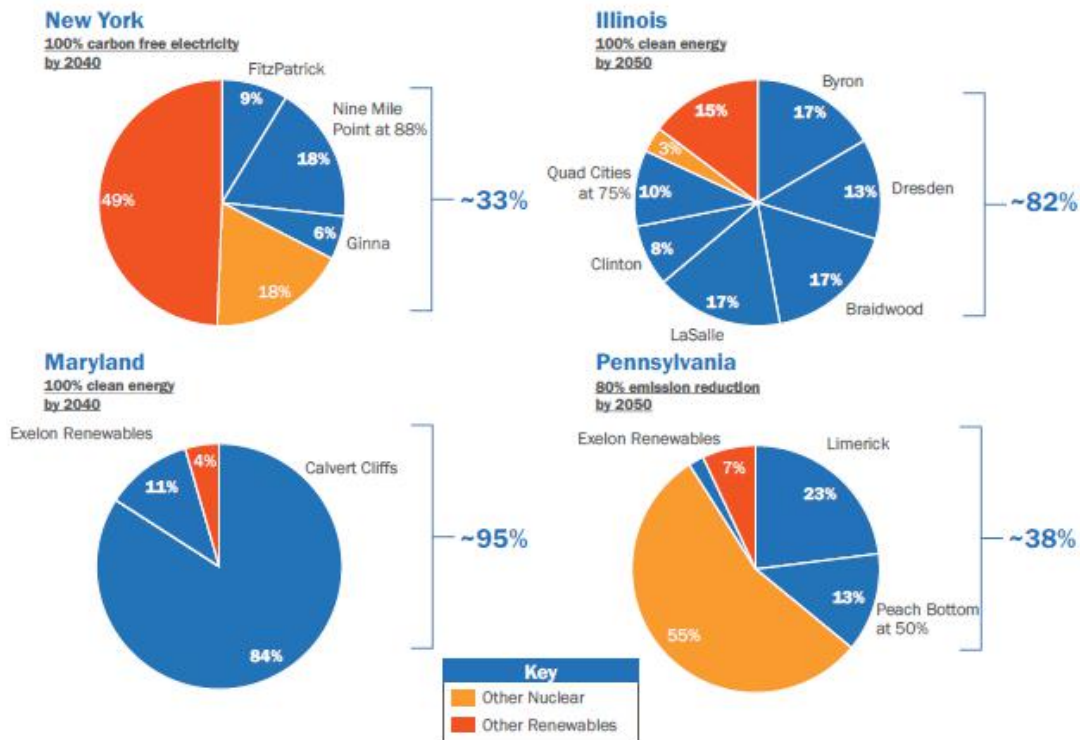 New York
100% carbon free electricity
by 2040
FitzPatrick
9%
Nine Mile
Point at 88%
18%
49%
6%
Ginna
18%
~33%
Illinois
100% clean energy
by 2050
Byron
15%
17%
3%
Quad Cities
at 75%
10%
13%
Dresden
8%
Clinton
17%
17%
Braidwood
LaSalle
~82%
Maryland
100% clean energy
by 2040
Exelon Renewables
4%
11%
Calvert Cliffs
84%
~95%
Pennsylvania
80% emission reduction
by 2050
Exelon Renewables
Limerick
7%
23%
13%
Peach Bottom
at 50%
55%
~38%
Key
Other Nuclear
Other Renewables